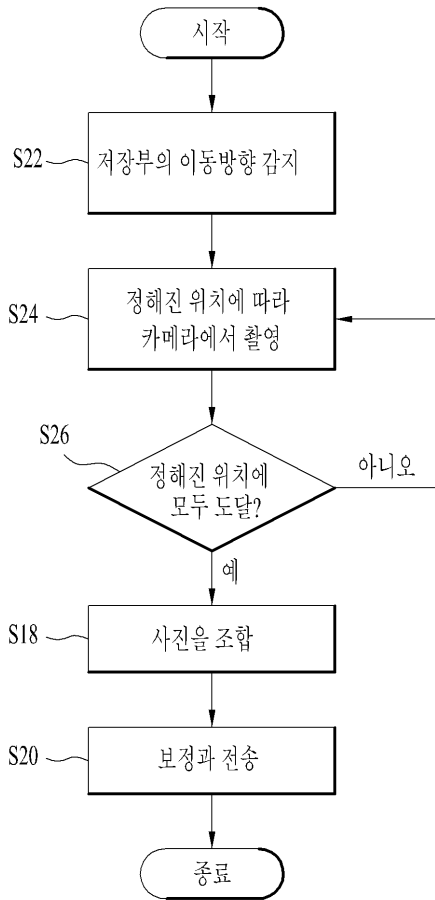 시작
S22
저장부의 이동방향 감지
S24
정해진 위치에 따라
카메라에서 촬영
S26
정해진 위치에
모두 도달?
아니오
예
S18
사진을 조합
S20
보정과 전송
종료